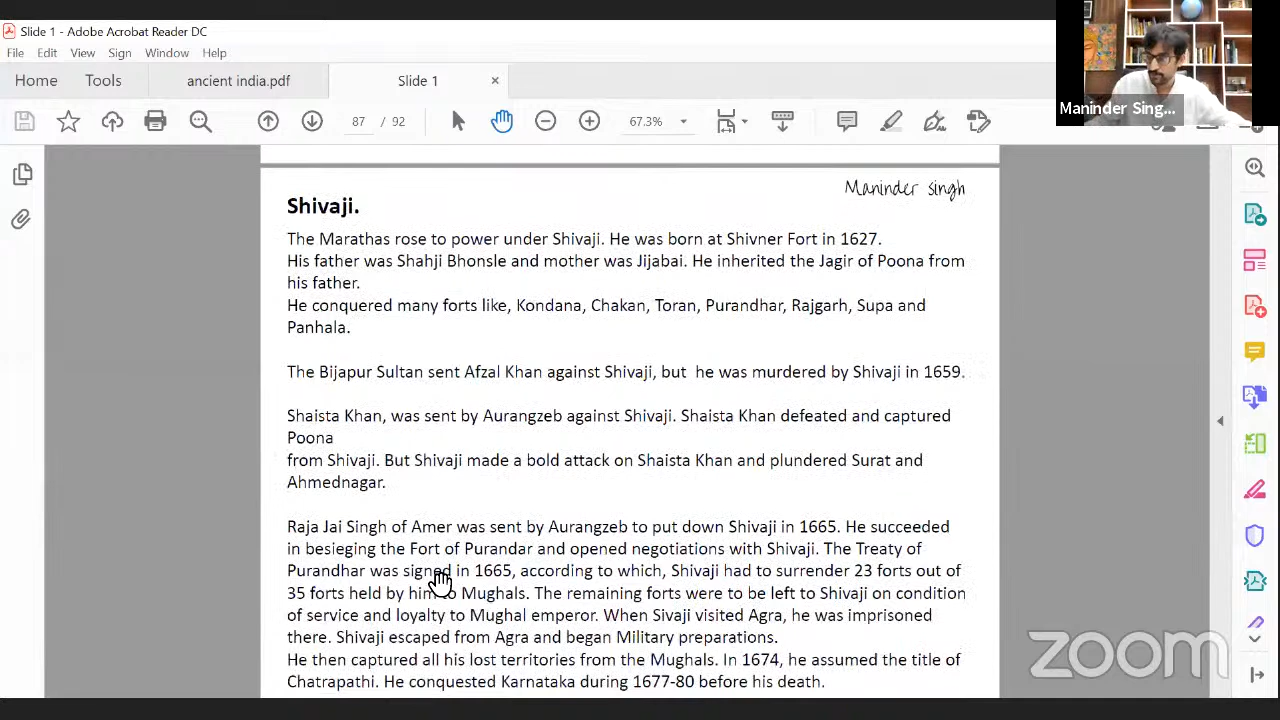 Slide 1 - Adobe Acrobat Reader DC
File Edit View Sign Window Help
Home Tools ancient india.pdf Slide 1 ×
87 / 92 67.3%
Maninder Sing...
Maninder singh
Shivaji.
The Marathas rose to power under Shivaji. He was born at Shivner Fort in 1627.
His father was Shahji Bhonsle and mother was Jijabai. He inherited the Jagir of Poona from
his father.
He conquered many forts like, Kondana, Chakan, Toran, Purandhar, Rajgarh, Supa and
Panhala.
The Bijapur Sultan sent Afzal Khan against Shivaji, but he was murdered by Shivaji in 1659.
Shaista Khan, was sent by Aurangzeb against Shivaji. Shaista Khan defeated and captured
Poona
from Shivaji. But Shivaji made a bold attack on Shaista Khan and plundered Surat and
Ahmednagar.
Raja Jai Singh of Amer was sent by Aurangzeb to put down Shivaji in 1665. He succeeded
in besieging the Fort of Purandar and opened negotiations with Shivaji. The Treaty of
Purandhar was signed in 1665, according to which, Shivaji had to surrender 23 forts out of
35 forts held by him to Mughals. The remaining forts were to be left to Shivaji on condition
of service and loyalty to Mughal emperor. When Sivaji visited Agra, he was imprisoned
there. Shivaji escaped from Agra and began Military preparations.
He then captured all his lost territories from the Mughals. In 1674, he assumed the title of
Chatrapathi. He conquested Karnataka during 1677-80 before his death.
zoom